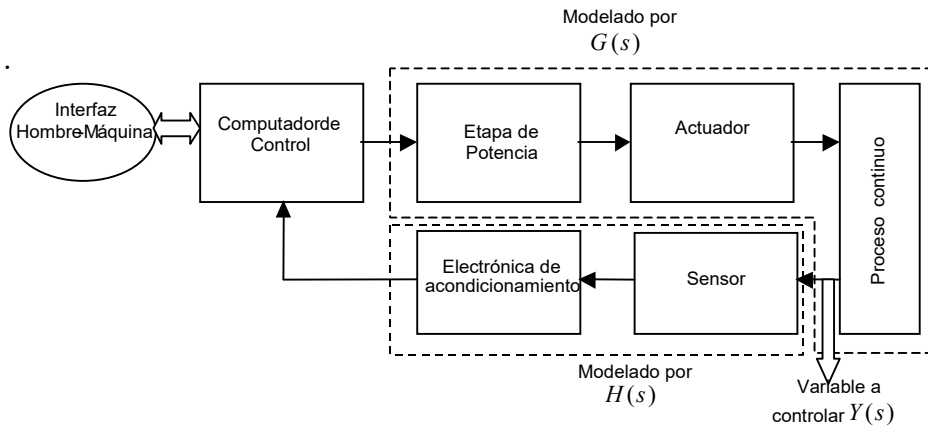 Modelado por
G(s)
.
Interfaz
Hombre-Máquina
Computadorde
Control
Etapa de
Potencia
Actuador
Proceso continuo
Electrónica de
acondicionamiento
Sensor
Modelado por
H(s)
Variable a
controlar Y(s)